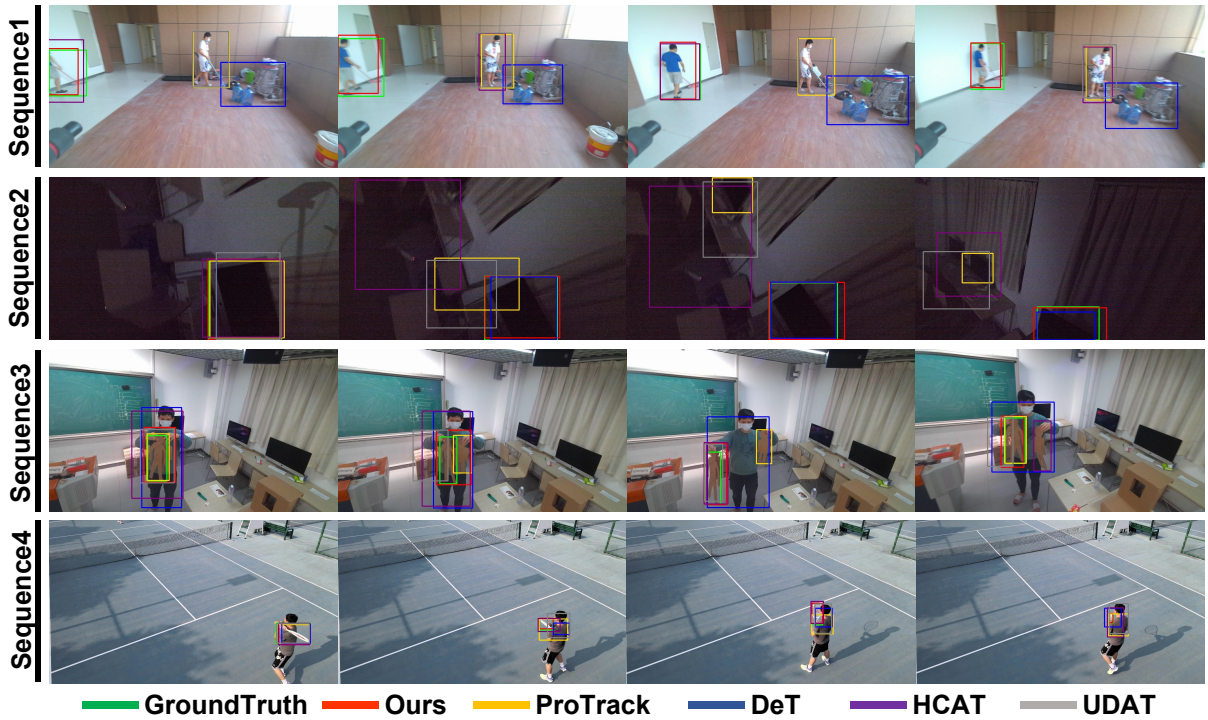 Sequence1
Sequence2
Sequence3
Sequence4
GroundTruth Ours ProTrack DeT HCAT UDAT